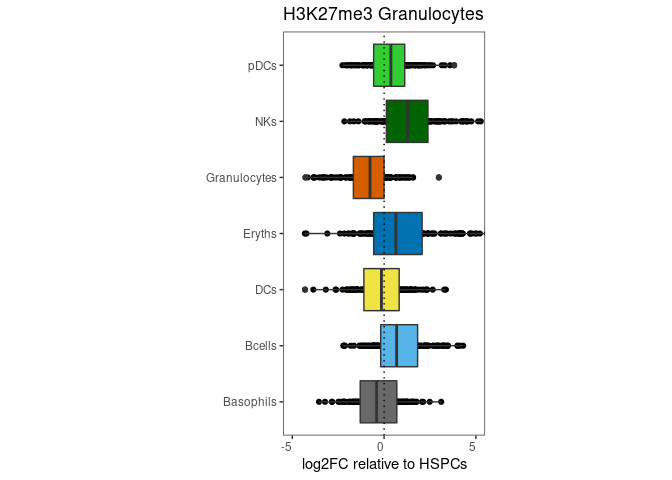 H3K27me3 Granulocytes
pDCs
NKs
Granulocytes
Eryths
DCs
Bcells
Basophils
-5 0 5
log2FC relative to HSPCs